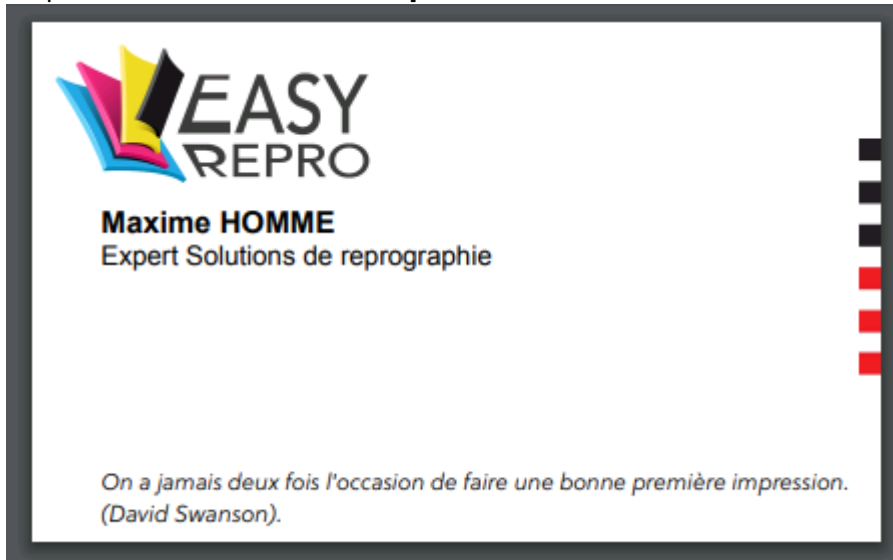 EASY
REPRO
Maxime HOMME
Expert Solutions de reprographie
On a jamais deux fois l'occasion de faire une bonne première impression.
(David Swanson).